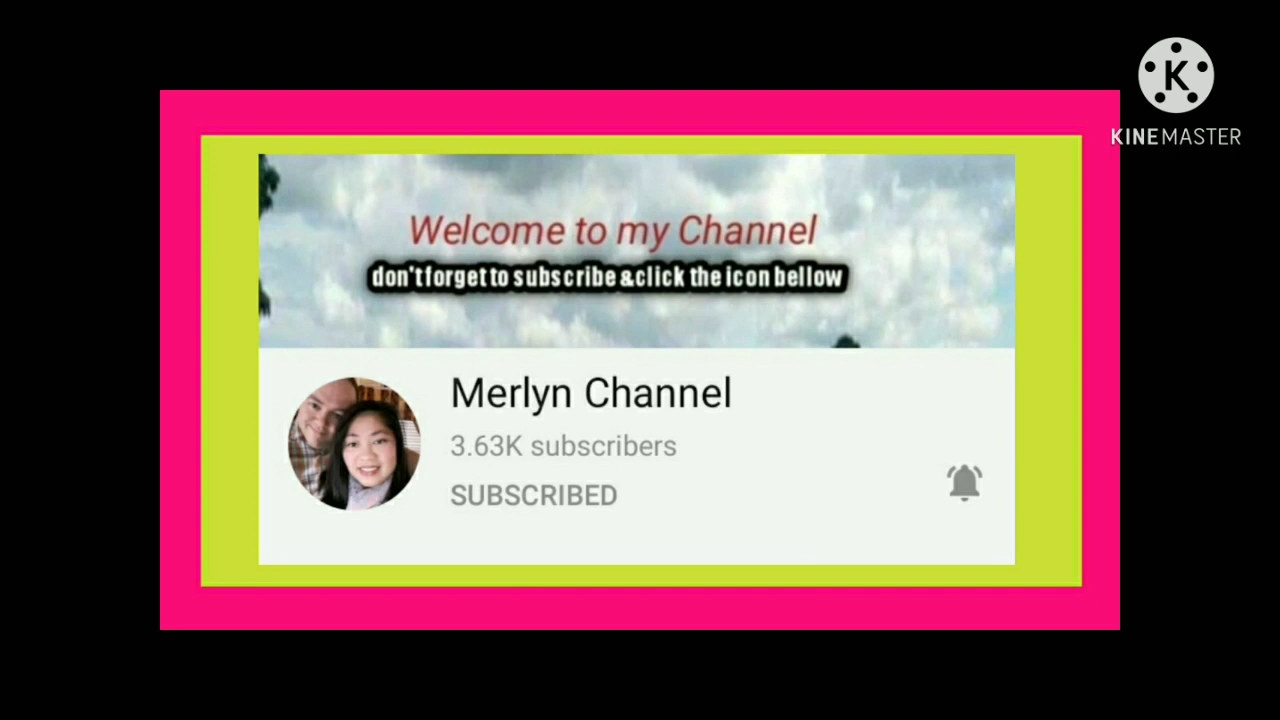 K
KINEMASTER
Welcome to my Channel
don't forget to subscribe & click the icon bellow
Merlyn Channel
3.63K subscribers
SUBSCRIBED